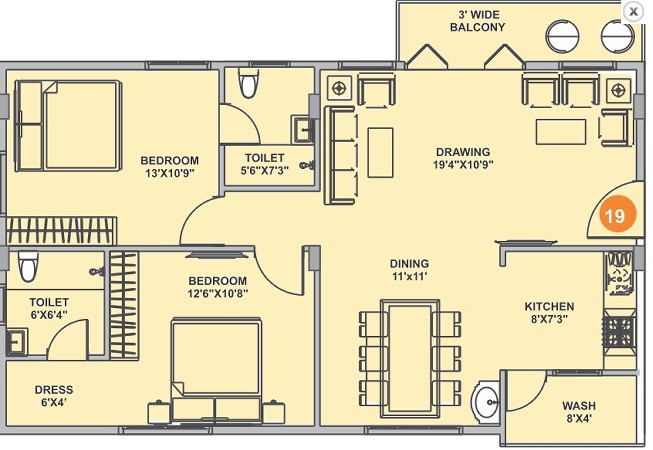 X
3' WIDE
BALCONY
BEDROOM
13'X10'9"
TOILET
5'6"X7'3"
DRAWING
19'4"X10'9"
19
DINING
11'x11'
BEDROOM
12'6"X10'8"
TOILET
6'X6'4"
KITCHEN
8'X7'3"
DRESS
6'X4'
WASH
8'X4'